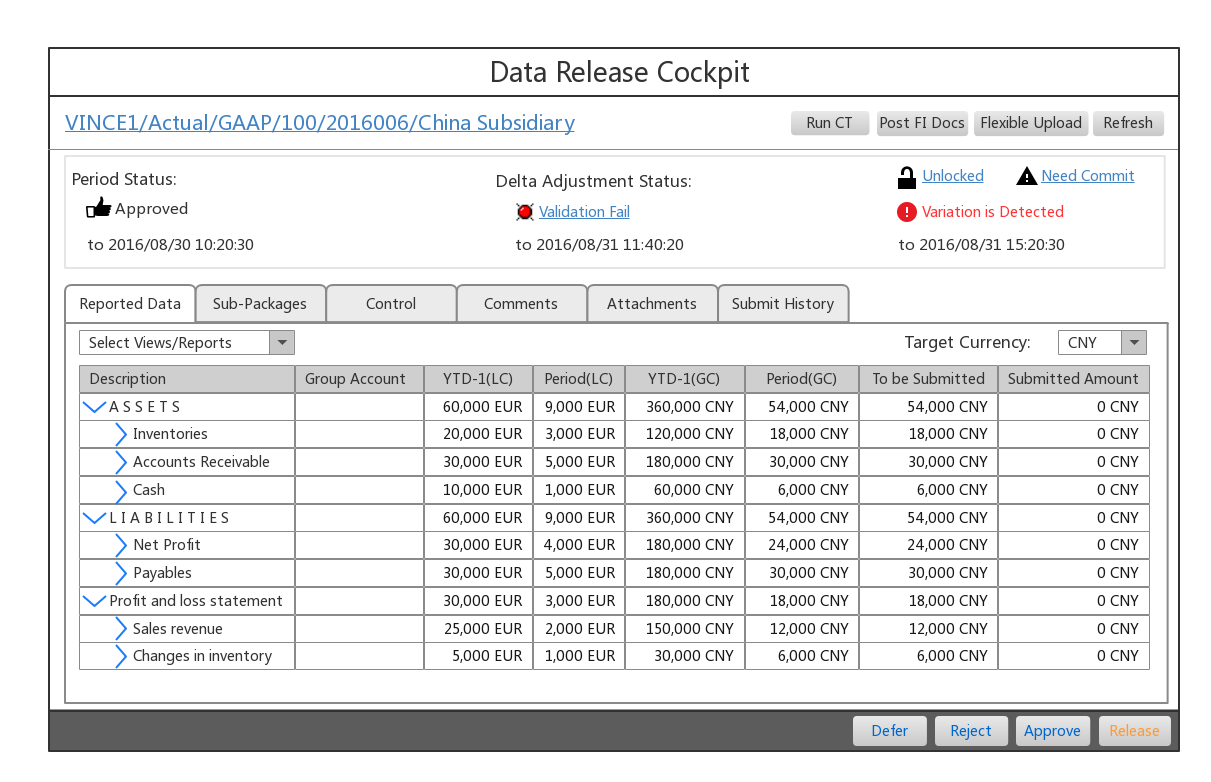 Data Release Cockpit
VINCE1/Actual/GAAP/100/2016006/China Subsidiary Run CT Post FI Docs Flexible Upload Refresh
Period Status: Delta Adjustment Status: Unlocked Need Commit
Approved Validation Fail Variation is Detected
to 2016/08/30 10:20:30 to 2016/08/31 11:40:20 to 2016/08/31 15:20:30
Reported Data Sub-Packages Control Comments Attachments Submit History
Select Views/Reports Target Currency: CNY
Description Group Account YTD-1(LC) Period(LC) YTD-1(GC) Period(GC) To be Submitted Submitted Amount
A S S E T S 60,000 EUR 9,000 EUR 360,000 CNY 54,000 CNY 54,000 CNY 0 CNY
Inventories 20,000 EUR 3,000 EUR 120,000 CNY 18,000 CNY 18,000 CNY 0 CNY
Accounts Receivable 30,000 EUR 5,000 EUR 180,000 CNY 30,000 CNY 30,000 CNY 0 CNY
Cash 10,000 EUR 1,000 EUR 60,000 CNY 6,000 CNY 6,000 CNY 0 CNY
L I A B I L I T I E S 60,000 EUR 9,000 EUR 360,000 CNY 54,000 CNY 54,000 CNY 0 CNY
Net Profit 30,000 EUR 4,000 EUR 180,000 CNY 24,000 CNY 24,000 CNY 0 CNY
Payables 30,000 EUR 5,000 EUR 180,000 CNY 30,000 CNY 30,000 CNY 0 CNY
Profit and loss statement 30,000 EUR 3,000 EUR 180,000 CNY 18,000 CNY 18,000 CNY 0 CNY
Sales revenue 25,000 EUR 2,000 EUR 150,000 CNY 12,000 CNY 12,000 CNY 0 CNY
Changes in inventory 5,000 EUR 1,000 EUR 30,000 CNY 6,000 CNY 6,000 CNY 0 CNY
Defer Reject Approve Release